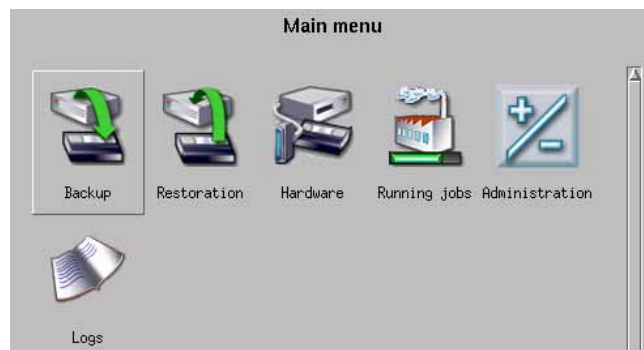 Main menu
Backup
Restoration
Hardware
Running jobs
Administration
Logs